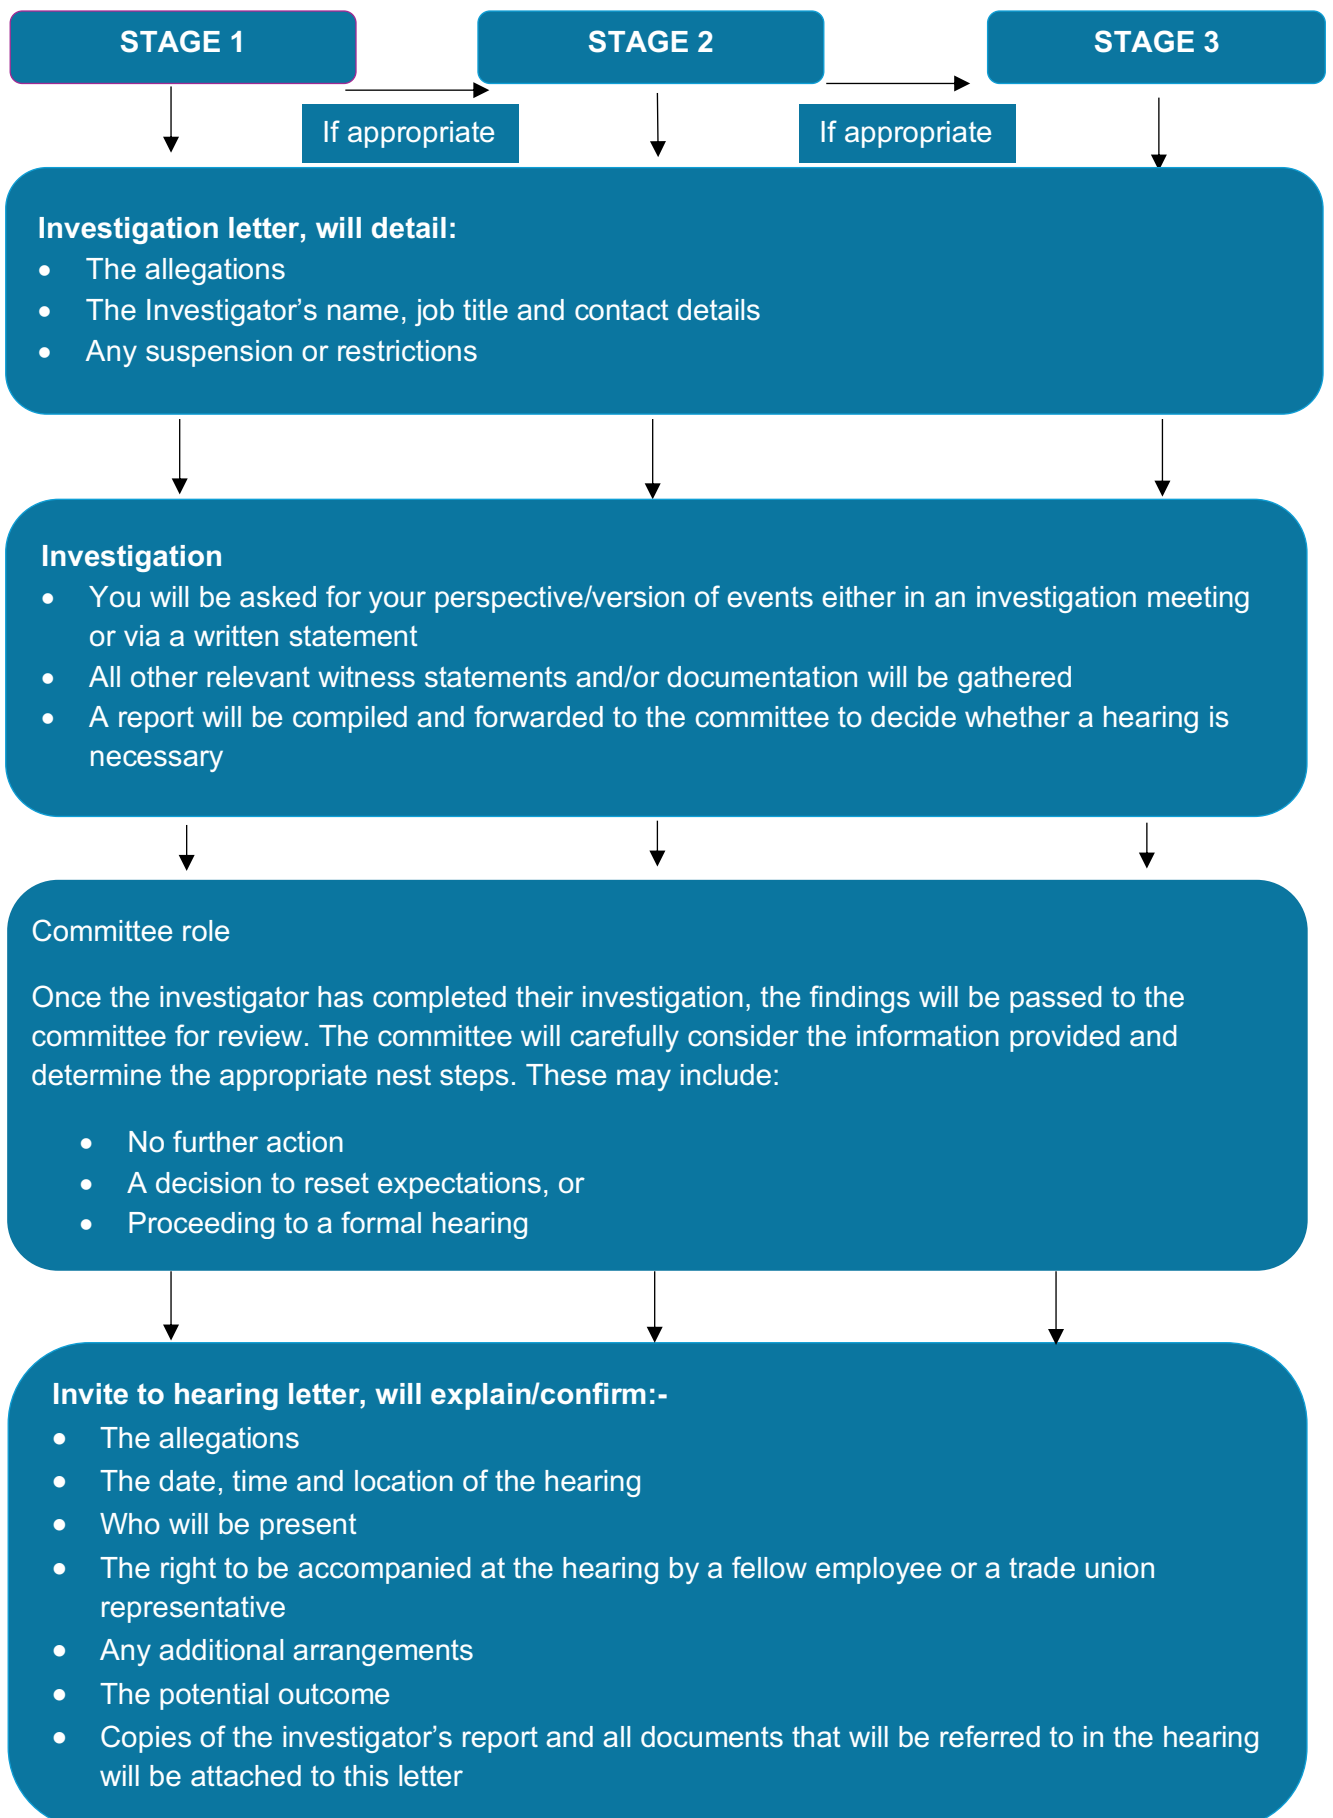 STAGE 1
STAGE 2
STAGE 3
If appropriate
If appropriate
Investigation letter, will detail:
• The allegations
• The Investigator’s name, job title and contact details
• Any suspension or restrictions
Investigation
• You will be asked for your perspective/version of events either in an investigation meeting
or via a written statement
• All other relevant witness statements and/or documentation will be gathered
• A report will be compiled and forwarded to the committee to decide whether a hearing is
necessary
Committee role
Once the investigator has completed their investigation, the findings will be passed to the
committee for review. The committee will carefully consider the information provided and
determine the appropriate nest steps. These may include:
• No further action
• A decision to reset expectations, or
• Proceeding to a formal hearing
Invite to hearing letter, will explain/confirm:-
• The allegations
• The date, time and location of the hearing
• Who will be present
• The right to be accompanied at the hearing by a fellow employee or a trade union
representative
• Any additional arrangements
• The potential outcome
• Copies of the investigator’s report and all documents that will be referred to in the hearing
will be attached to this letter